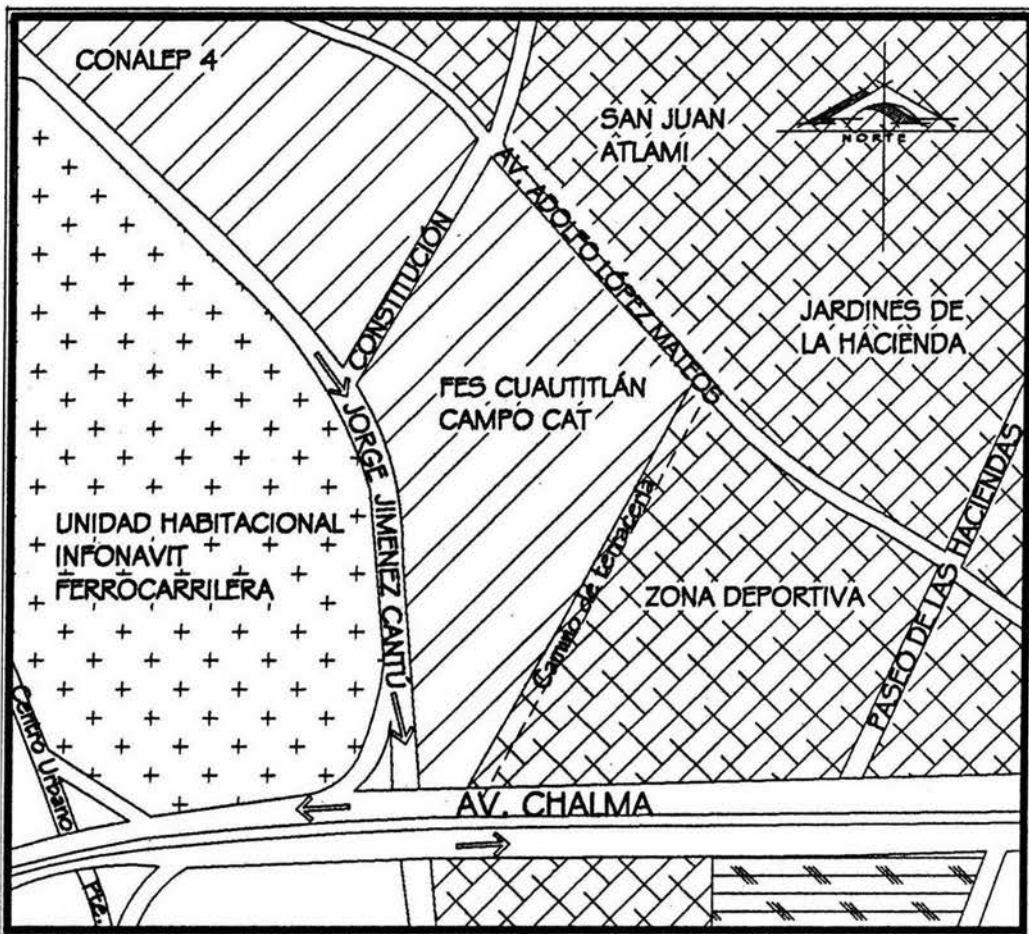 CONALEP 4
SAN JUAN
ATLAMI
NORTE
AV. ADOLFO LÓPEZ MATEOS
CONSTITUCIÓN
JARDINES DE
LA HACIENDA
FES CUAUTITLÁN
CAMPO CAT
JORGE JIMENEZ CANTÚ
PASEO DE LAS HACIENDAS
UNIDAD HABITACIONAL
INFONAVIT
FERROCARRILERA
Camino de terracería
ZONA DEPORTIVA
Centro Urbano
Pte.
AV. CHALMA